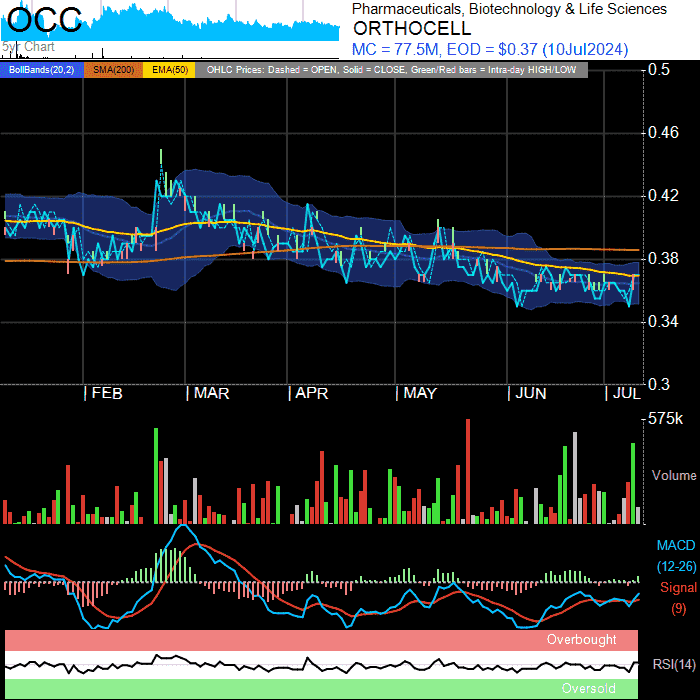 OCC
5yr Chart
Pharmaceuticals, Biotechnology & Life Sciences
ORTHOCELL
MC = 77.5M, EOD = $0.37 (10Jul2024)
BollBands(20,2) SMA(200) EMA(50) OHLC Prices: Dashed = OPEN, Solid = CLOSE, Green/Red bars = Intra-day HIGH/LOW
0.5
0.46
0.42
0.38
0.34
0.3
FEB MAR APR MAY JUN JUL
575k
Volume
MACD
(12-26)
Signal
(9)
Overbought
RSI(14)
Oversold